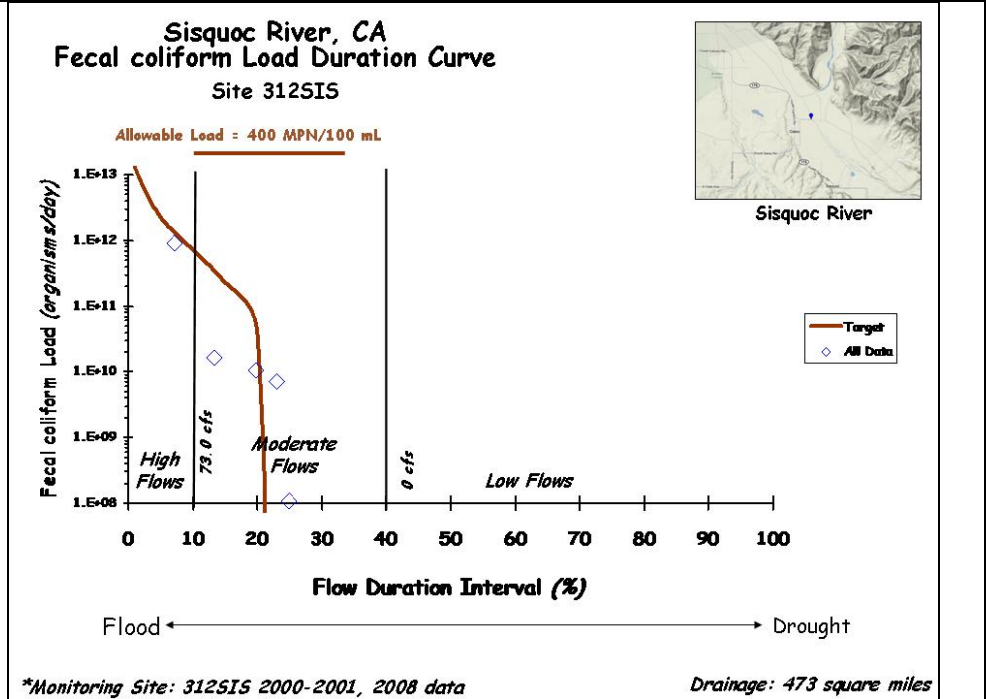 Sisquoc River, CA
Fecal coliform Load Duration Curve
Site 312SIS
Allowable Load = 400 MPN/100 mL
Sisquoc River
Fecal coliform Load (organisms/day)
1.E+13
1.E+12
1.E+11
1.E+10
1.E+09
1.E+08
High Flows
73.0 cfs
Moderate Flows
0 cfs
Low Flows
Target
All Data
0 10 20 30 40 50 60 70 80 90 100
Flow Duration Interval (%)
Flood
Drought
*Monitoring Site: 312SIS 2000-2001, 2008 data
Drainage: 473 square miles